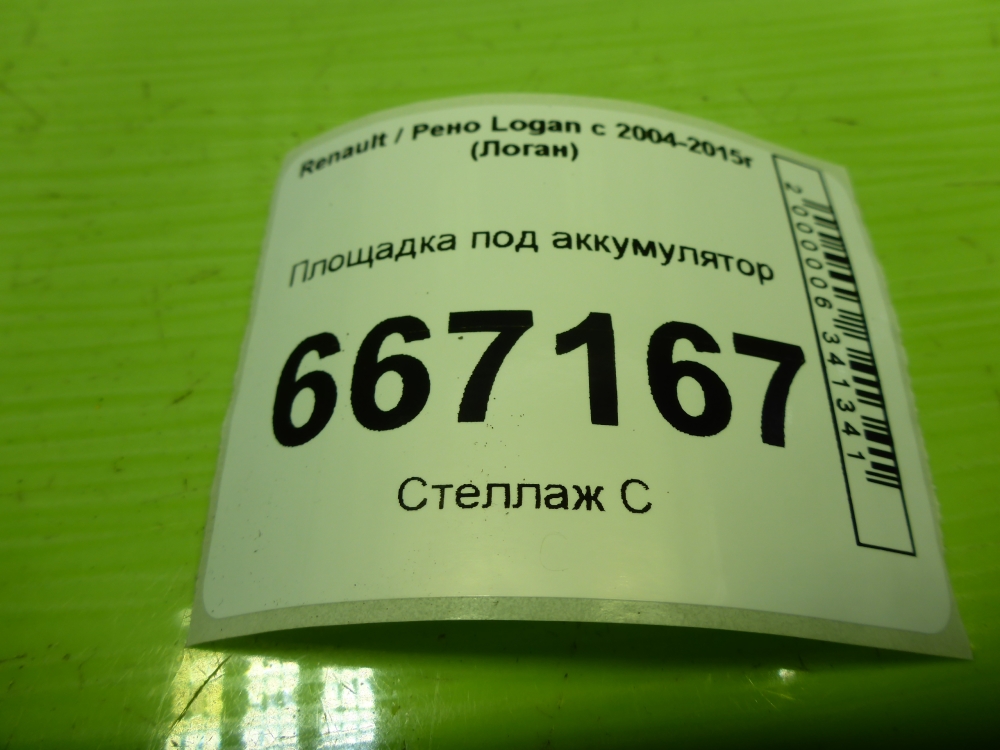 Renault / Рено Logan с 2004-2015г
(Логан)
Площадка под аккумулятор
667167
Стеллаж С
2000006341341